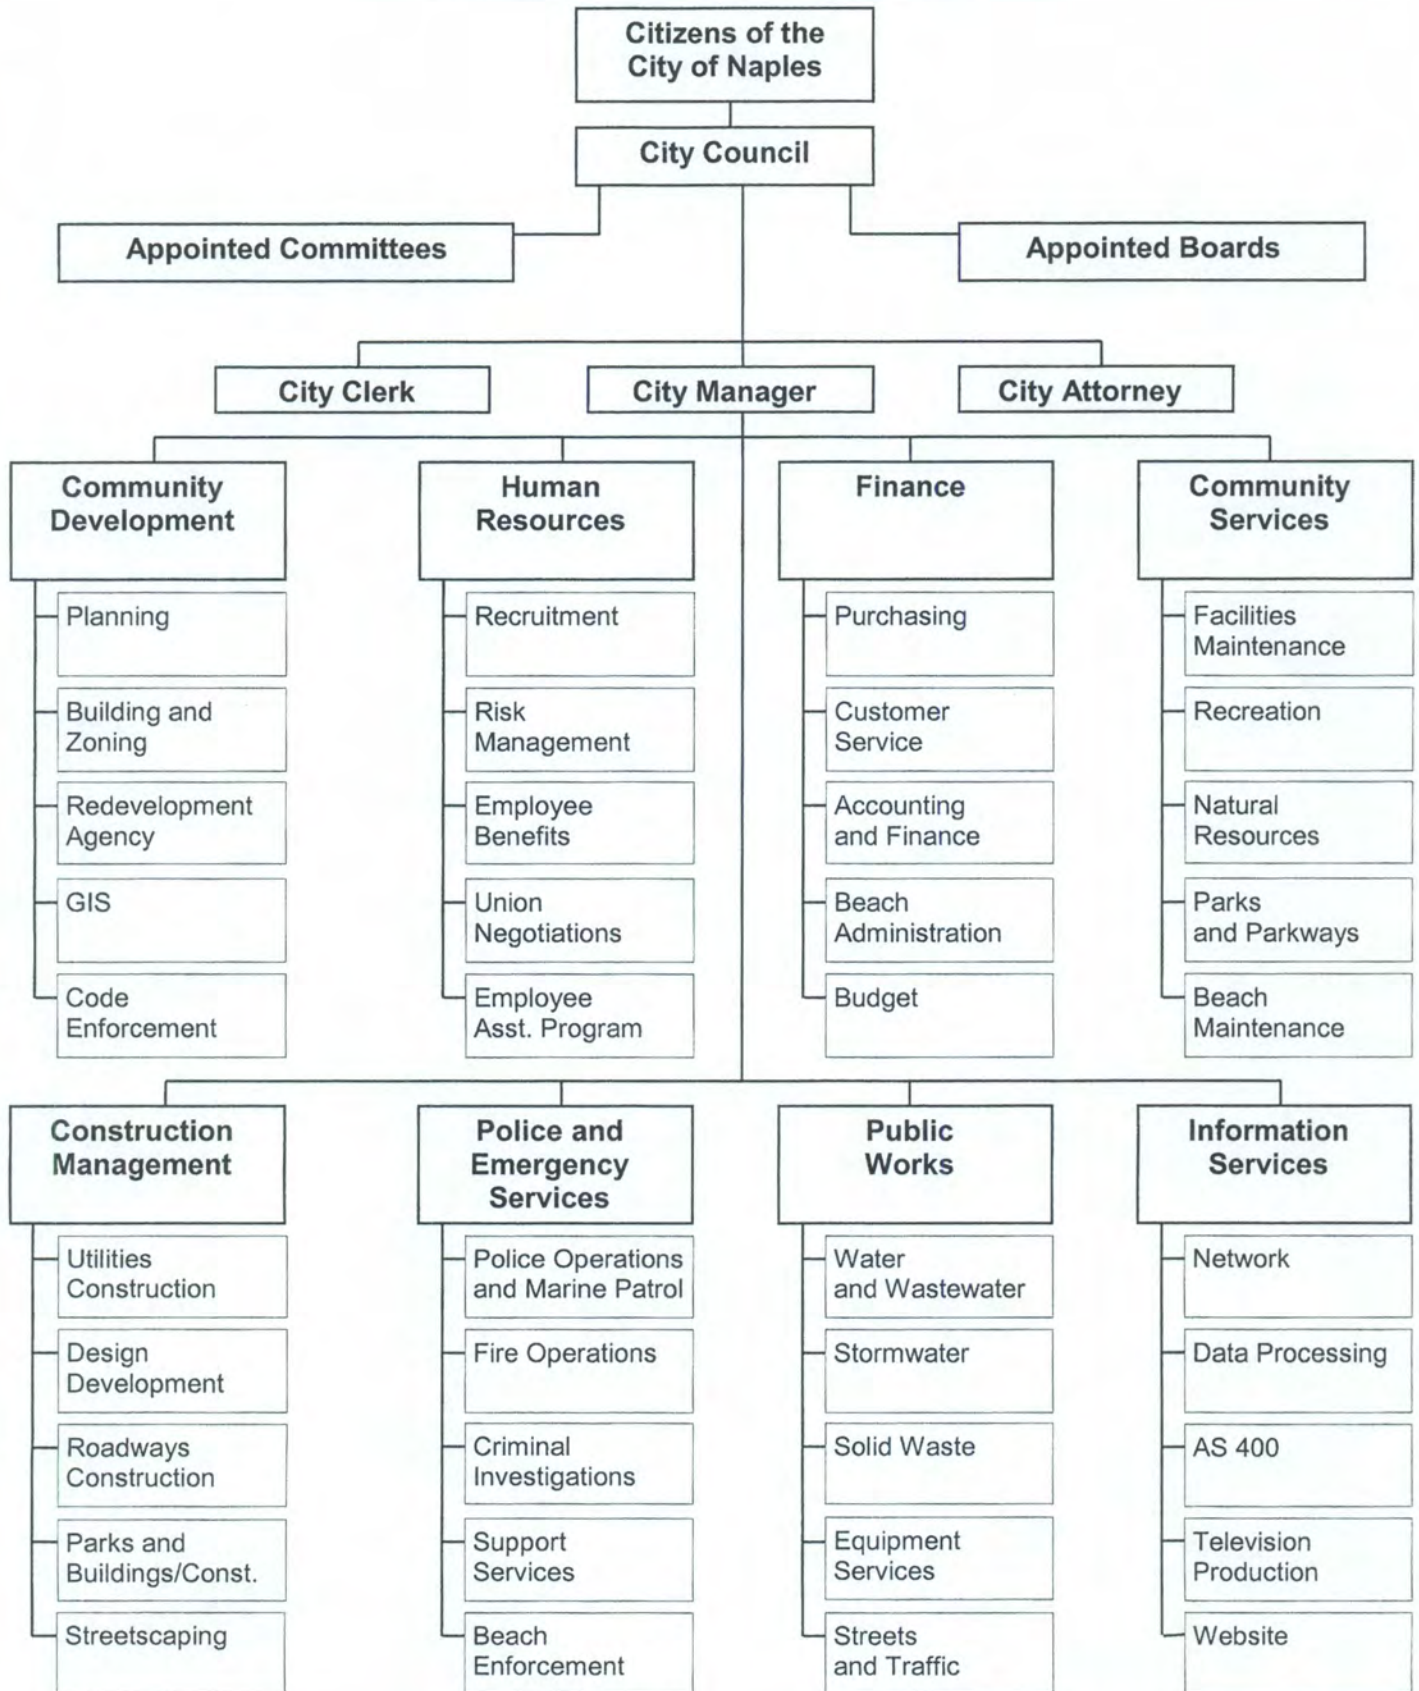 Citizens of the
City of Naples
City Council
Appointed Committees
Appointed Boards
City Clerk
City Manager
City Attorney
Community
Development
Planning
Building and
Zoning
Redevelopment
Agency
GIS
Code
Enforcement
Human
Resources
Recruitment
Risk
Management
Employee
Benefits
Union
Negotiations
Employee
Asst. Program
Finance
Purchasing
Customer
Service
Accounting
and Finance
Beach
Administration
Budget
Community
Services
Facilities
Maintenance
Recreation
Natural
Resources
Parks
and Parkways
Beach
Maintenance
Construction
Management
Utilities
Construction
Design
Development
Roadways
Construction
Parks and
Buildings/Const.
Streetscaping
Police and
Emergency
Services
Police Operations
and Marine Patrol
Fire Operations
Criminal
Investigations
Support
Services
Beach
Enforcement
Public
Works
Water
and Wastewater
Stormwater
Solid Waste
Equipment
Services
Streets
and Traffic
Information
Services
Network
Data Processing
AS 400
Television
Production
Website